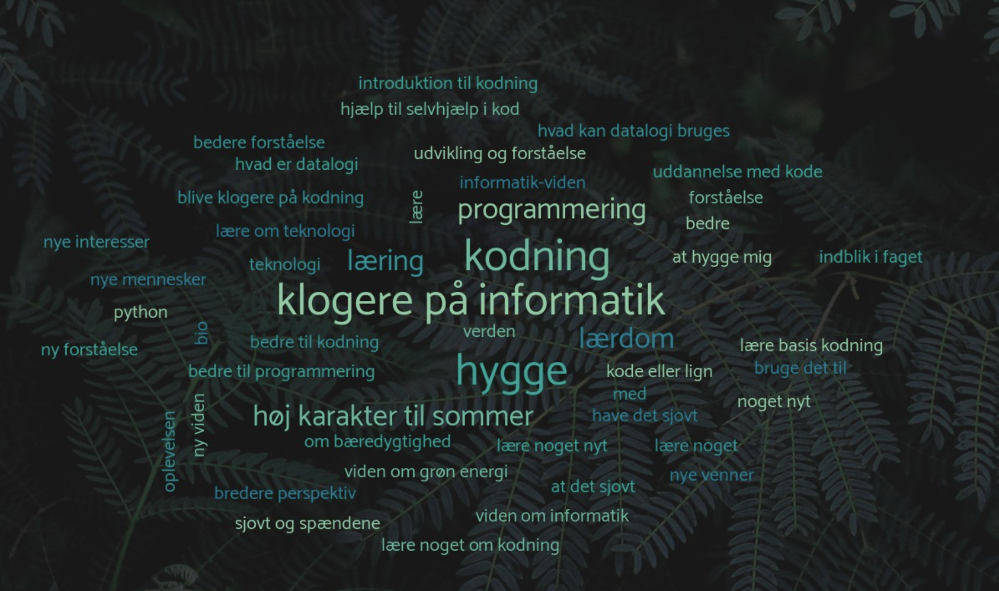 introduktion til kodning
hjælp til selvhjælp i kod
hvad kan datalogi bruges
bedere forståelse
udvikling og forståelse
hvad er datalogi
uddannelse med kode
informatik-viden
blive klogere på kodning
lære
programmering
forståelse
bedre
lære om teknologi
nye interesser
læring
kodning
at hygge mig
indblik i faget
teknologi
nye mennesker
klogere på informatik
python
bio
verden
lærdom
bedre til kodning
lære basis kodning
ny forståelse
bedre til programmering
hygge
kode eller lign
bruge det til
med
noget nyt
høj karakter til sommer
have det sjovt
ny viden
oplevelsen
om bæredygtighed
lære noget nyt
lære noget
viden om grøn energi
nye venner
at det sjovt
bredere perspektiv
viden om informatik
sjovt og spændene
lære noget om kodning